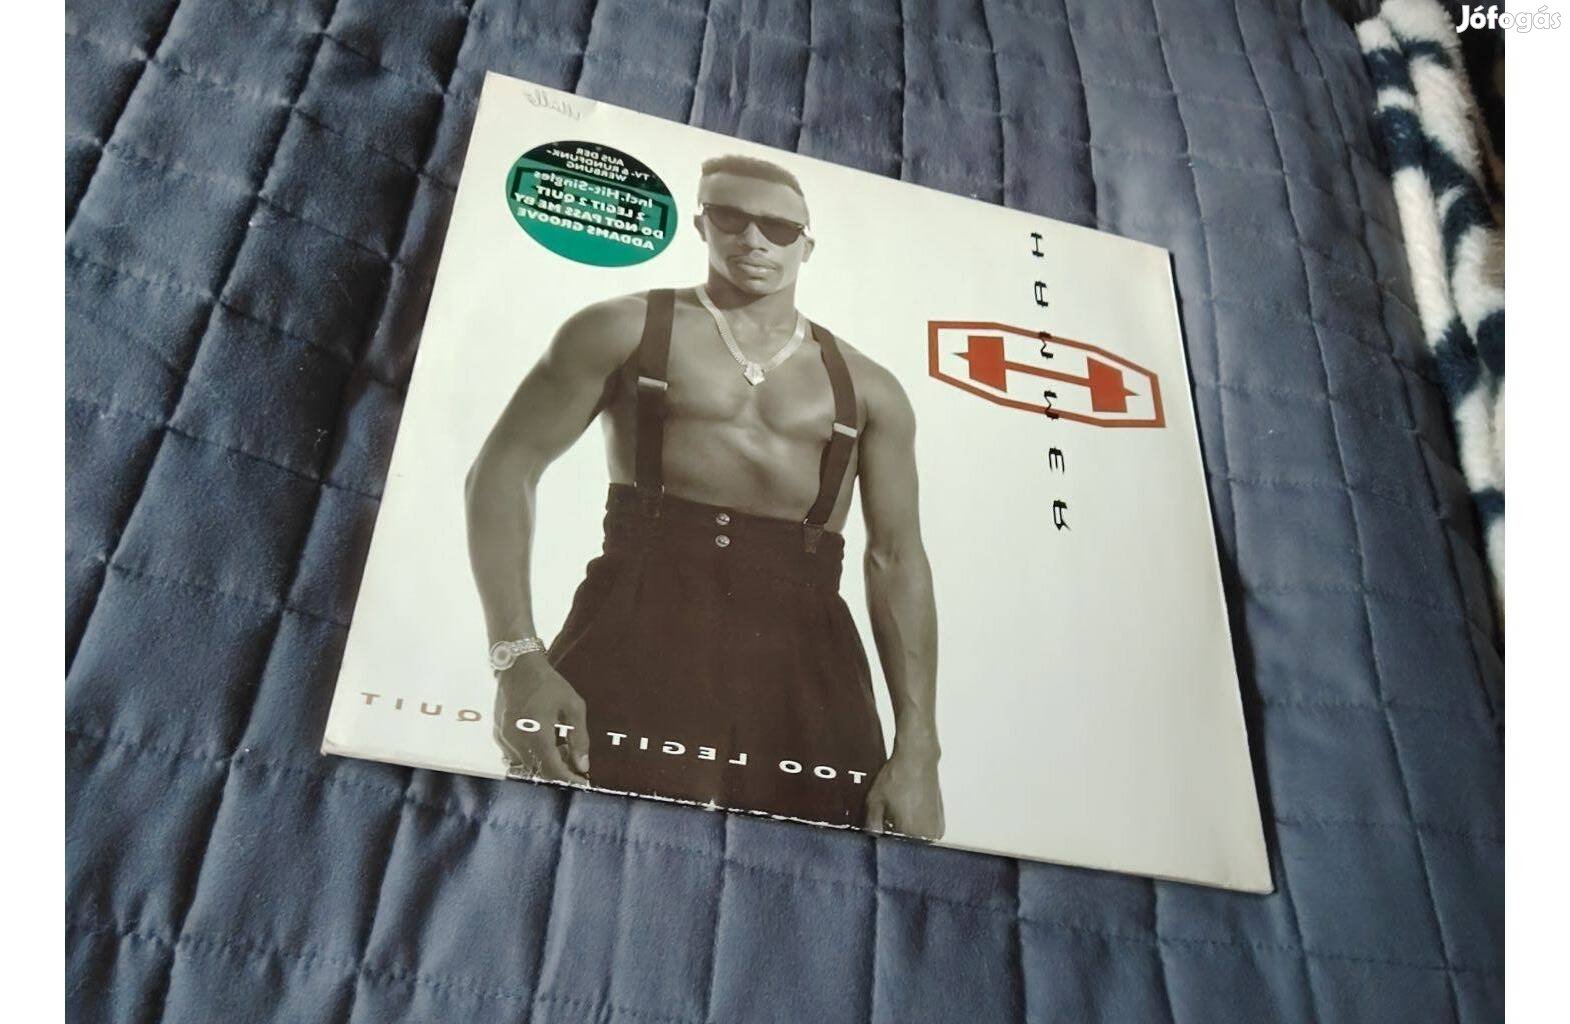 Jófogás
AUS DER
TV- & RUNDFUNK-
WERBUNG
Incl. Hit-Singles
2 LEGIT 2 QUIT
DO NOT PASS ME BY
ADDAMS GROOVE
HAMMER
H
TOO LEGIT TO QUIT